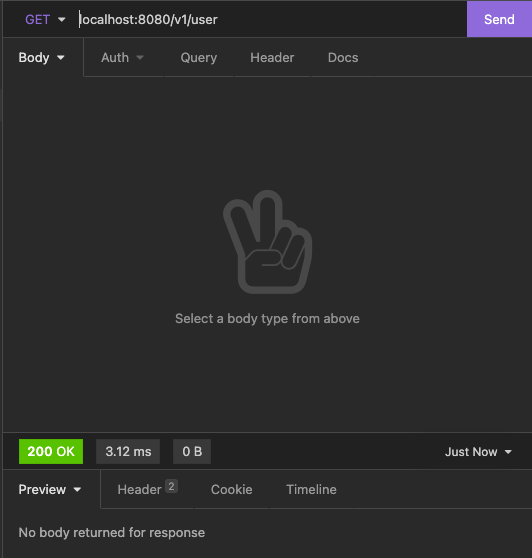 GET localhost:8080/v1/user Send
Body Auth Query Header Docs
Select a body type from above
200 OK 3.12 ms 0 B Just Now
Preview Header 2 Cookie Timeline
No body returned for response